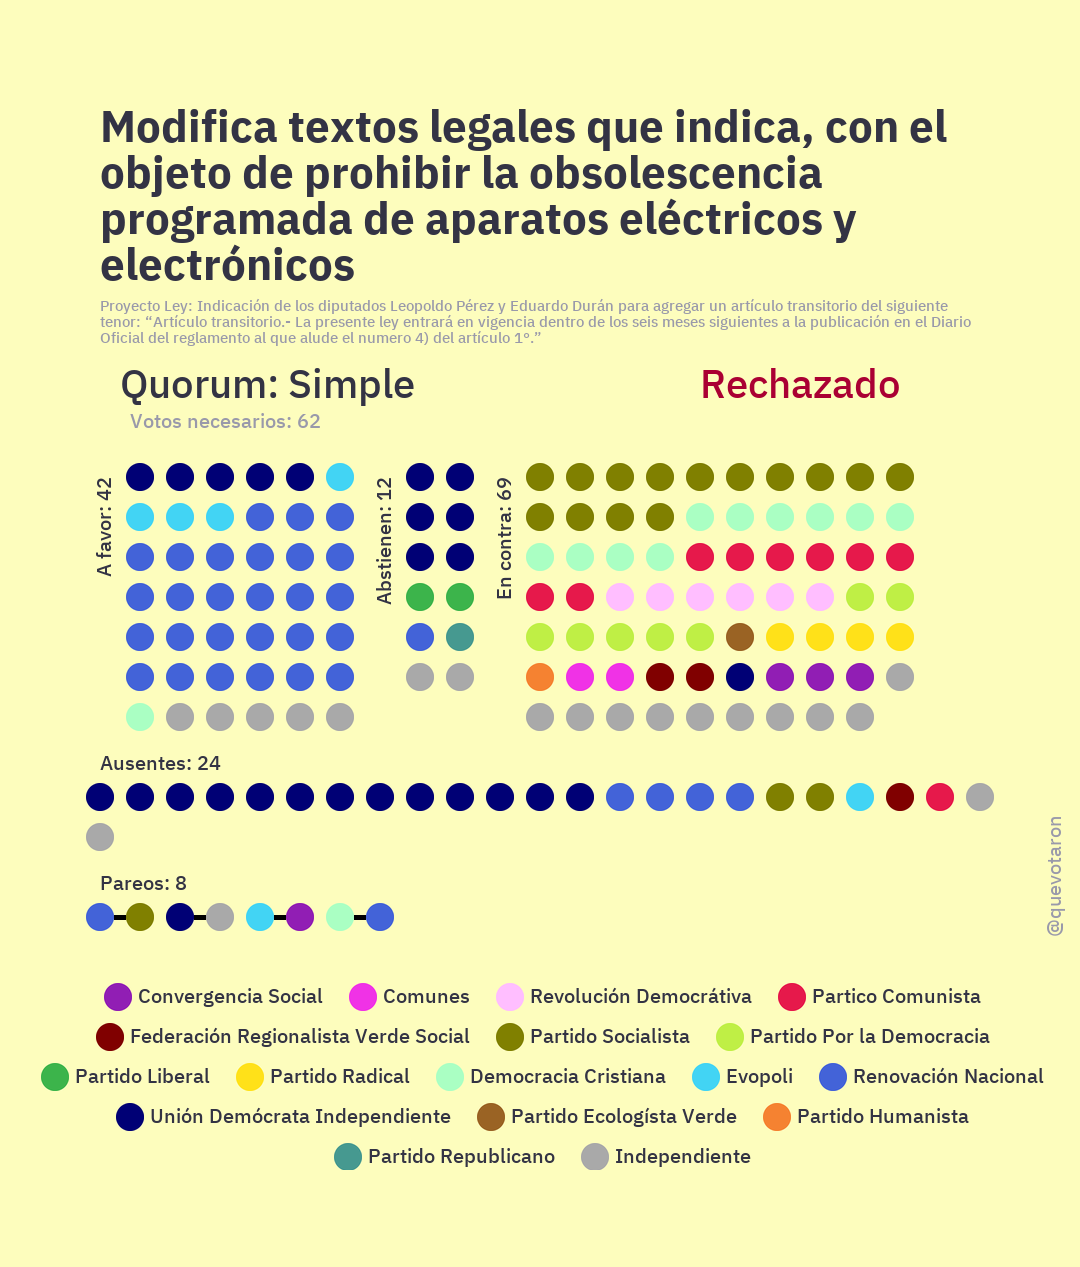 Modifica textos legales que indica, con el
objeto de prohibir la obsolescencia
programada de aparatos eléctricos y
electrónicos
Proyecto Ley: Indicación de los diputados Leopoldo Pérez y Eduardo Durán para agregar un artículo transitorio del siguiente
tenor: “Artículo transitorio.- La presente ley entrará en vigencia dentro de los seis meses siguientes a la publicación en el Diario
Oficial del reglamento al que alude el numero 4) del artículo 1°.”
Quorum: Simple
Rechazado
Votos necesarios: 62
A favor: 42
Abstienen: 12
En contra: 69
Ausentes: 24
Pareos: 8
@quevotaron
Convergencia Social
Comunes
Revolución Democrátiva
Partico Comunista
Federación Regionalista Verde Social
Partido Socialista
Partido Por la Democracia
Partido Liberal
Partido Radical
Democracia Cristiana
Evopoli
Renovación Nacional
Unión Demócrata Independiente
Partido Ecologísta Verde
Partido Humanista
Partido Republicano
Independiente